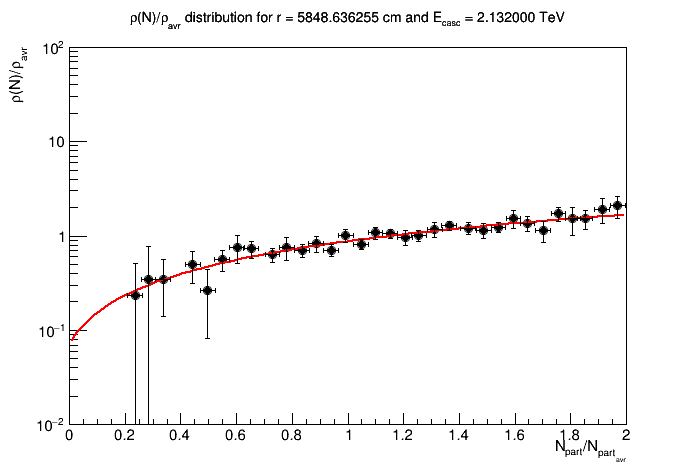 ρ(N)/ρavr distribution for r = 5848.636255 cm and Ecasc = 2.132000 TeV
ρ(N)/ρavr
10²
10
1
10⁻¹
10⁻²
0 0.2 0.4 0.6 0.8 1 1.2 1.4 1.6 1.8 2
Npart/Npartavr